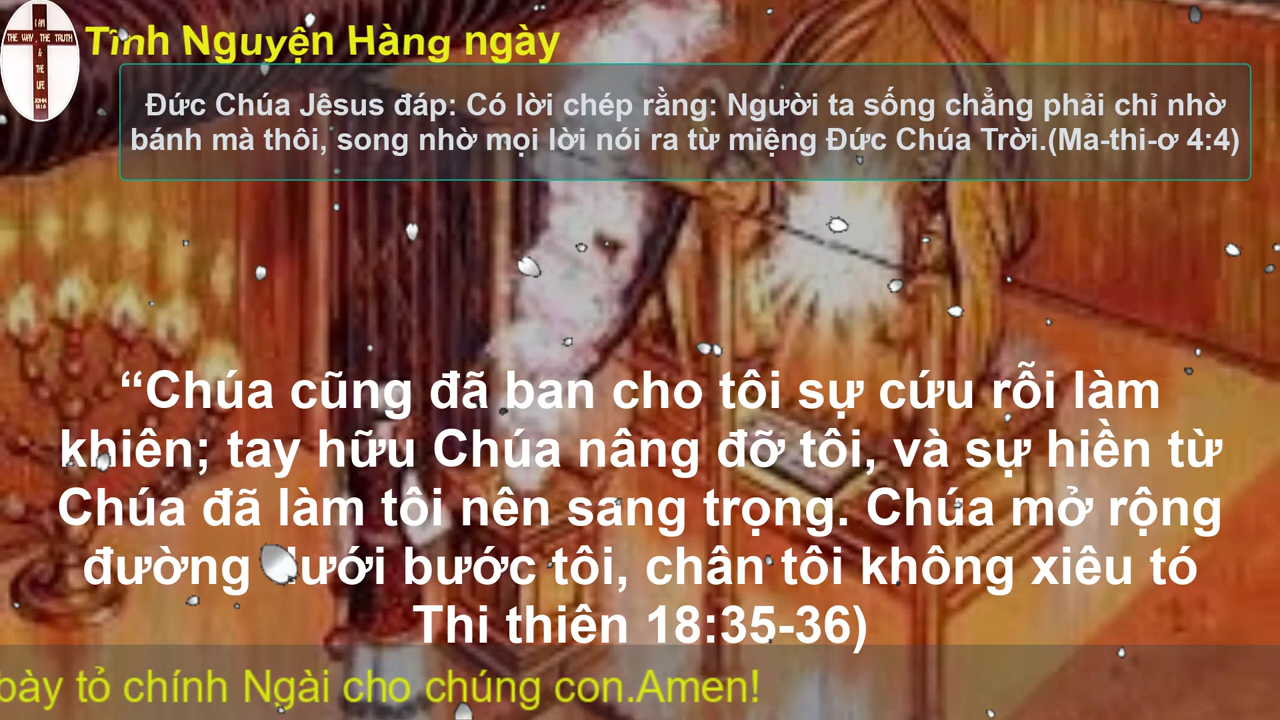 I AM
THE WAY, THE TRUTH
&
THE
LIFE
JOHN
14:6
Tĩnh Nguyện Hàng ngày
Đức Chúa Jêsus đáp: Có lời chép rằng: Người ta sống chẳng phải chỉ nhờ
bánh mà thôi, song nhờ mọi lời nói ra từ miệng Đức Chúa Trời.(Ma-thi-ơ 4:4)
“Chúa cũng đã ban cho tôi sự cứu rỗi làm
khiên; tay hữu Chúa nâng đỡ tôi, và sự hiền từ
Chúa đã làm tôi nên sang trọng. Chúa mở rộng
đường dưới bước tôi, chân tôi không xiêu tó
Thi thiên 18:35-36)
bày tỏ chính Ngài cho chúng con.Amen!